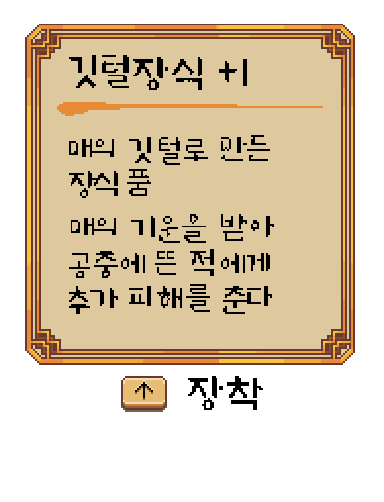 깃털장식 +1
매의 깃털로 만든
장식품
매의 기운을 받아
공중에 뜬 적에게
추가 피해를 준다
↑ 장착